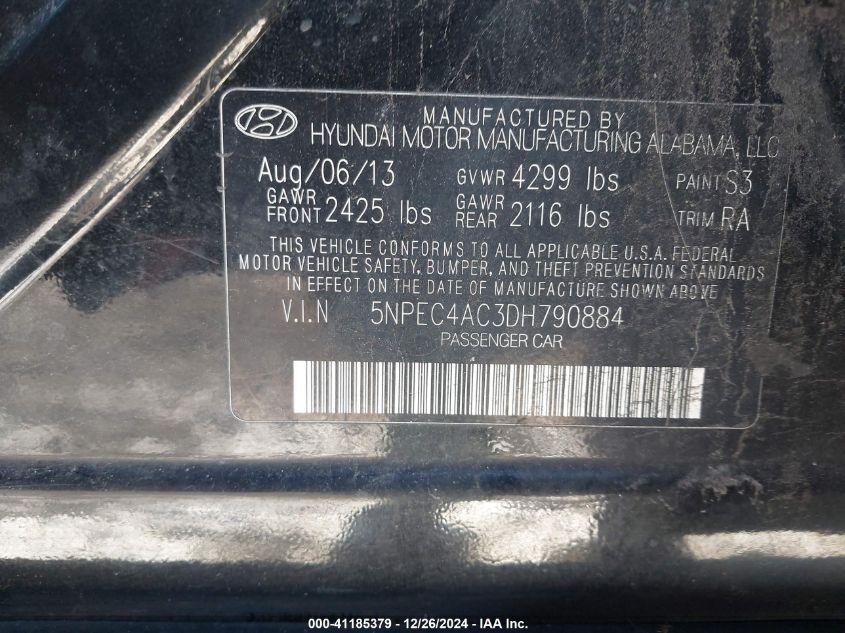 MANUFACTURED BY
HYUNDAI MOTOR MANUFACTURING ALABAMA, LLC
Aug/06/13 GVWR 4299 lbs PAINT S3
GAWR FRONT 2425 lbs GAWR REAR 2116 lbs TRIM RA
THIS VEHICLE CONFORMS TO ALL APPLICABLE U.S.A. FEDERAL
MOTOR VEHICLE SAFETY, BUMPER, AND THEFT PREVENTION STANDARDS
IN EFFECT ON THE DATE OF MANUFACTURE SHOWN ABOVE.
V.I.N 5NPEC4AC3DH790884
PASSENGER CAR
000-41185379 - 12/26/2024 - IAA Inc.